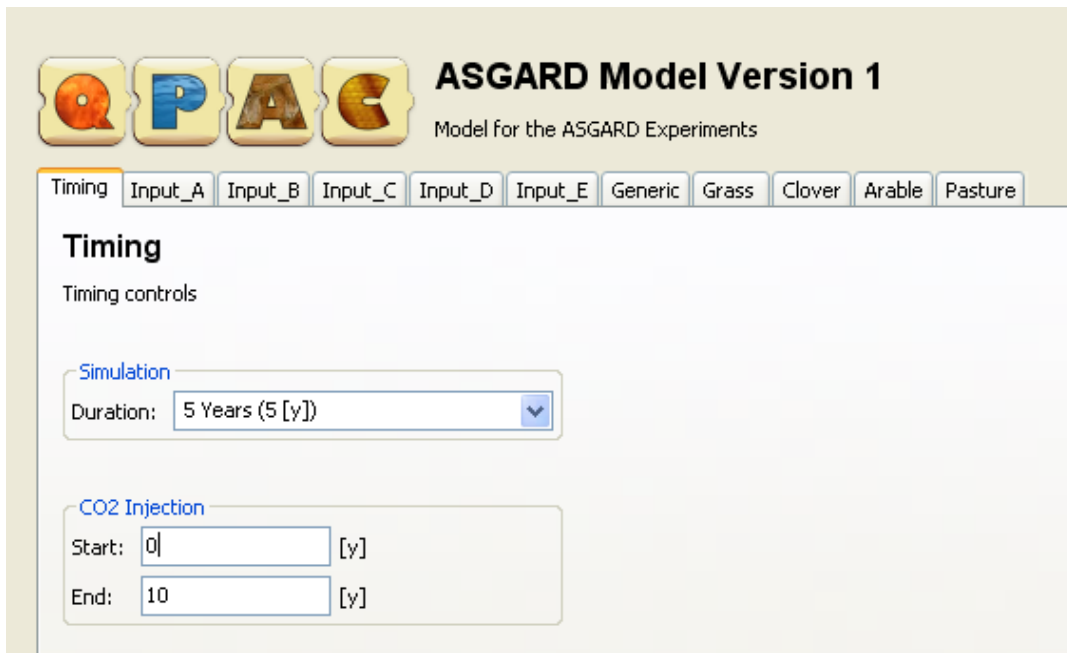 QPAC
ASGARD Model Version 1
Model for the ASGARD Experiments
Timing Input_A Input_B Input_C Input_D Input_E Generic Grass Clover Arable Pasture
Timing
Timing controls
Simulation
Duration: 5 Years (5 [y])
CO2 Injection
Start: 0 [y]
End: 10 [y]